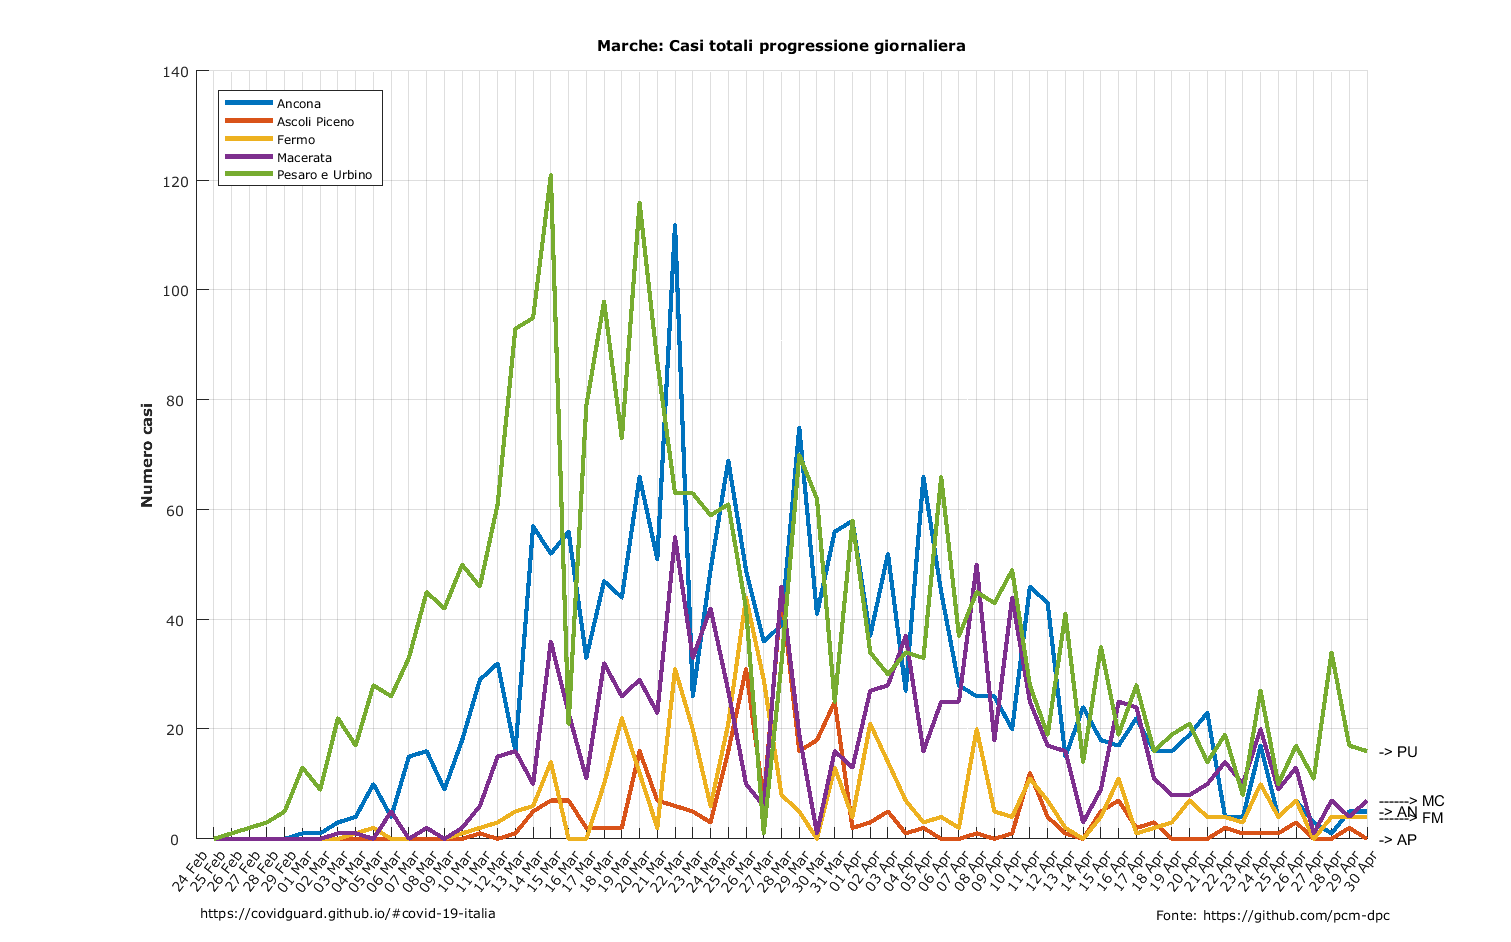 Marche: Casi totali progressione giornaliera
140
120
100
80
60
40
20
0
Numero casi
Ancona
Ascoli Piceno
Fermo
Macerata
Pesaro e Urbino
-> PU
------> MC
-> AN
------> FM
-> AP
24 Feb
25 Feb
26 Feb
27 Feb
28 Feb
29 Feb
01 Mar
02 Mar
03 Mar
04 Mar
05 Mar
06 Mar
07 Mar
08 Mar
09 Mar
10 Mar
11 Mar
12 Mar
13 Mar
14 Mar
15 Mar
16 Mar
17 Mar
18 Mar
19 Mar
20 Mar
21 Mar
22 Mar
23 Mar
24 Mar
25 Mar
26 Mar
27 Mar
28 Mar
29 Mar
30 Mar
31 Mar
01 Apr
02 Apr
03 Apr
04 Apr
05 Apr
06 Apr
07 Apr
08 Apr
09 Apr
10 Apr
11 Apr
12 Apr
13 Apr
14 Apr
15 Apr
16 Apr
17 Apr
18 Apr
19 Apr
20 Apr
21 Apr
22 Apr
23 Apr
24 Apr
25 Apr
26 Apr
27 Apr
28 Apr
29 Apr
30 Apr
https://covidguard.github.io/#covid-19-italia
Fonte: https://github.com/pcm-dpc